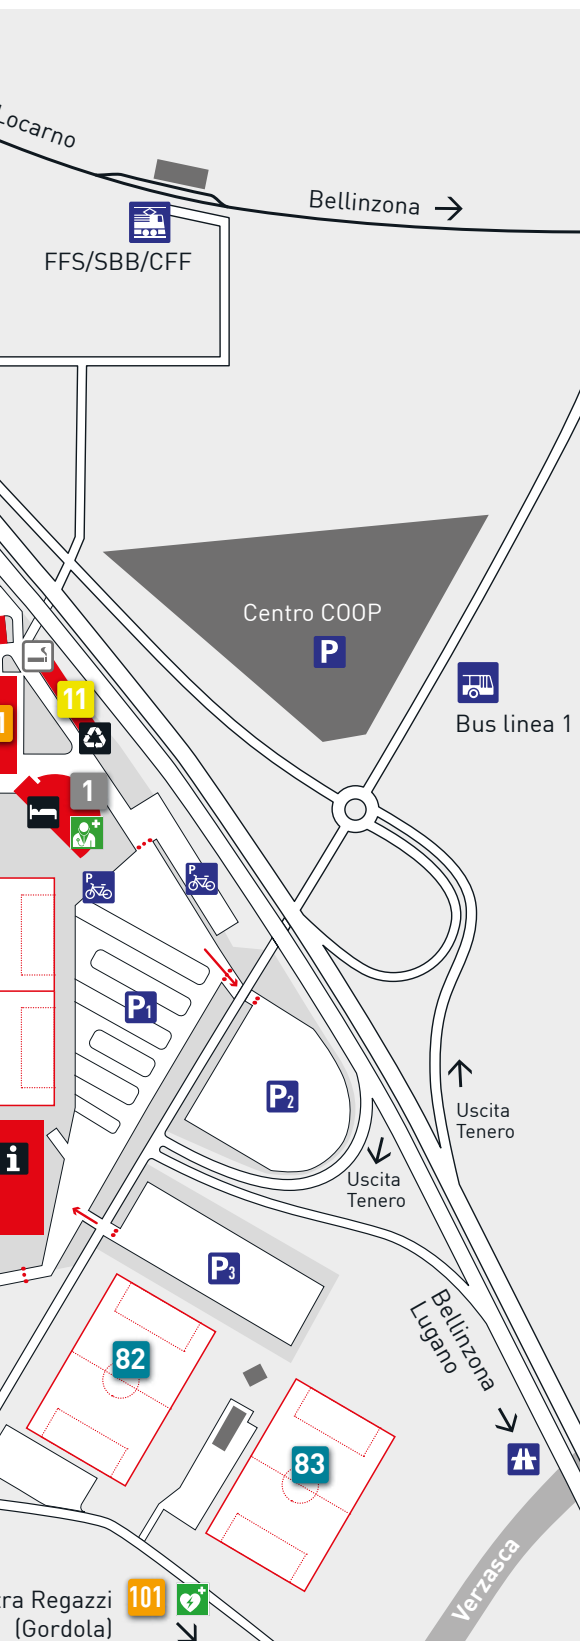 Locarno
Bellinzona
FFS/SBB/CFF
Centro COOP
P
Bus linea 1
11
1
1
P
P
P1
P2
i
Uscita
Tenero
Uscita
Tenero
P3
Bellinzona
Lugano
82
83
Verzasca
101
Regazzi
(Gordola)